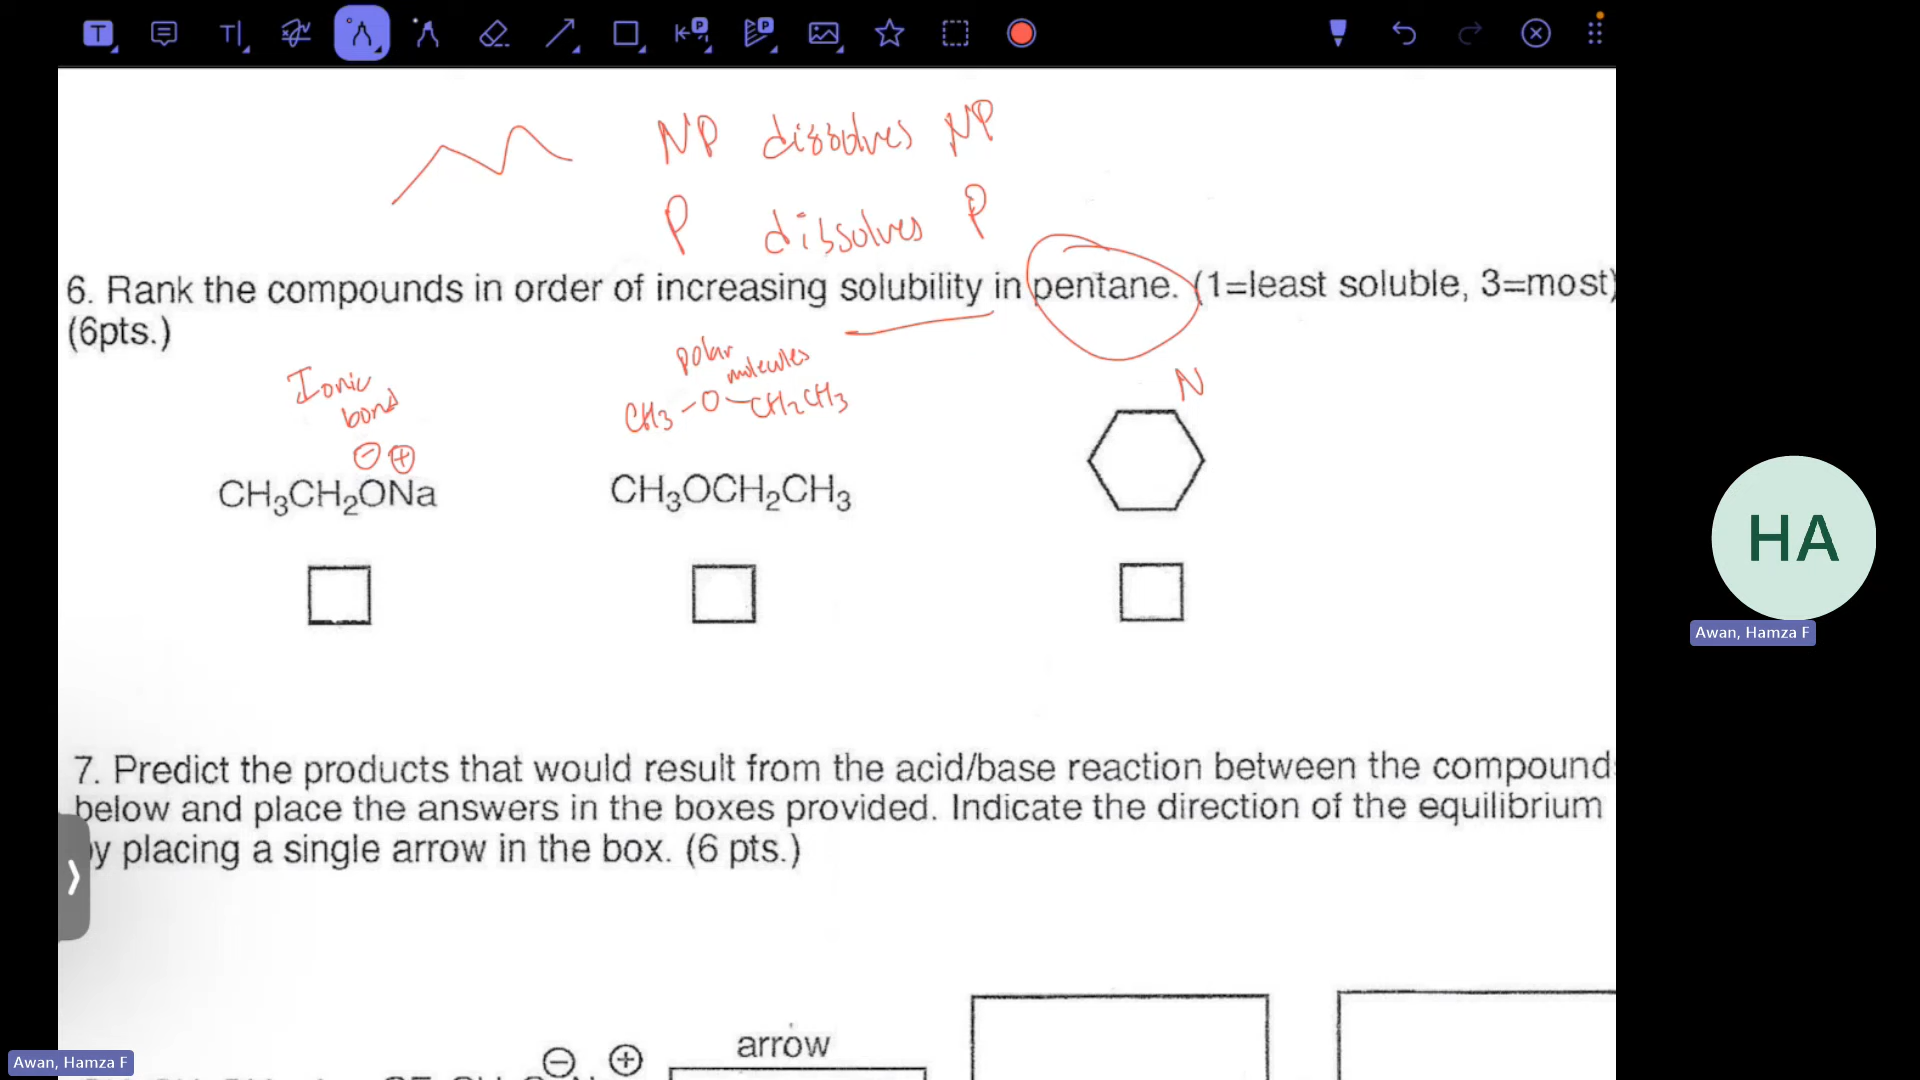 NP dissolves NP
P dissolves P
6. Rank the compounds in order of increasing solubility in pentane. (1=least soluble, 3=most)
(6pts.)
Ionic
bond
⊖ ⊕
CH3CH2ONa
polar
molecules
CH3-O-CH2CH3
CH3OCH2CH3
N
HA
Awan, Hamza F
7. Predict the products that would result from the acid/base reaction between the compound
below and place the answers in the boxes provided. Indicate the direction of the equilibrium
by placing a single arrow in the box. (6 pts.)
arrow
⊖ ⊕
Awan, Hamza F